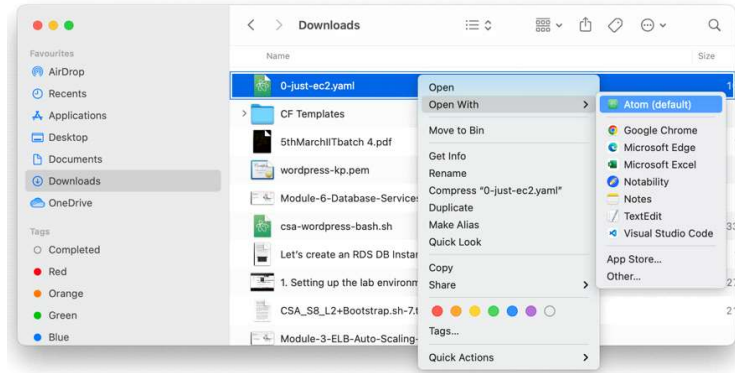 Downloads
Favourites
AirDrop
Recents
Applications
Desktop
Documents
Downloads
OneDrive
Tags
Completed
Red
Orange
Green
Blue
Name
Size
0-just-ec2.yaml
CF Templates
5thMarchIITbatch 4.pdf
wordpress-kp.pem
Module-6-Database-Services
csa-wordpress-bash.sh
Let's create an RDS DB Instar
1. Setting up the lab environm
CSA_S8_L2+Bootstrap.sh-7.t
Module-3-ELB-Auto-Scaling-
Open
Open With
Move to Bin
Get Info
Rename
Compress "0-just-ec2.yaml"
Duplicate
Make Alias
Quick Look
Copy
Share
Tags...
Quick Actions
Atom (default)
Google Chrome
Microsoft Edge
Microsoft Excel
Notability
Notes
TextEdit
Visual Studio Code
App Store...
Other...